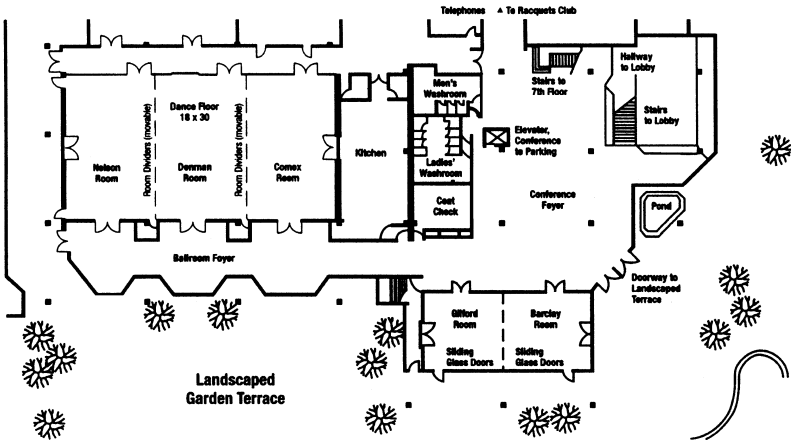 Telephones ▲ To Racquets Club
Hallway
to Lobby
Men's
Washroom
Stairs to
7th Floor
Dance Floor
18 x 30
Stairs
to Lobby
Room Dividers (movable)
Room Dividers (movable)
Elevator,
Conference
to Parking
Kitchen
Nelson
Room
Denman
Room
Comox
Room
Ladies'
Washroom
Conference
Foyer
Coat
Check
Pond
Ballroom Foyer
Doorway to
Landscaped
Terrace
Gilford
Room
Barclay
Room
Sliding
Glass Doors
Sliding
Glass Doors
Landscaped
Garden Terrace